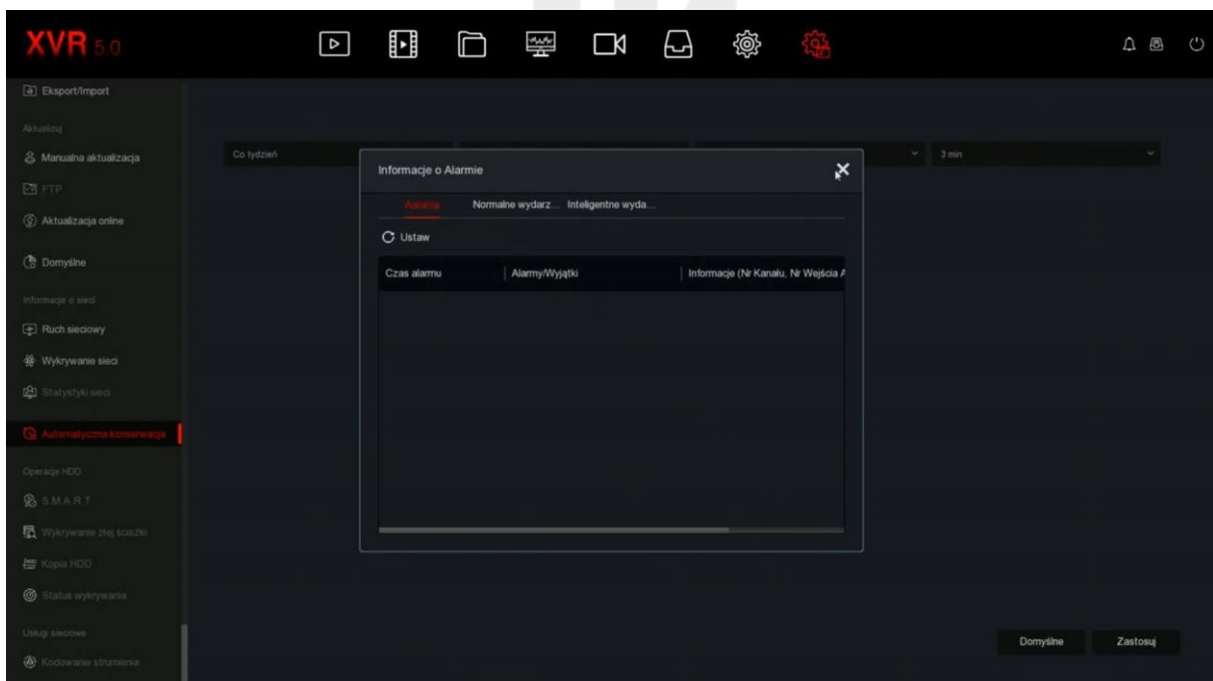 XVR 5.0
Eksport/Import
Aktualizuj
Manualna aktualizacja
FTP
Aktualizacja online
Domyślne
Informacje o sieci
Ruch sieciowy
Wykrywanie sieci
Statystyki sieci
Automatyczna konserwacja
Operacje HDD
S.M.A.R.T
Wykrywanie złej ścieżki
Kopia HDD
Status wykrywania
Usługi sieciowe
Kodowanie strumienia
Co tydzień
3 min
Informacje o Alarmie
Awaria Normalne wydarz... Inteligentne wyda...
Ustaw
Czas alarmu Alarmy/Wyjątki Informacje (Nr Kanału, Nr Wejścia A
Domyślne Zastosuj